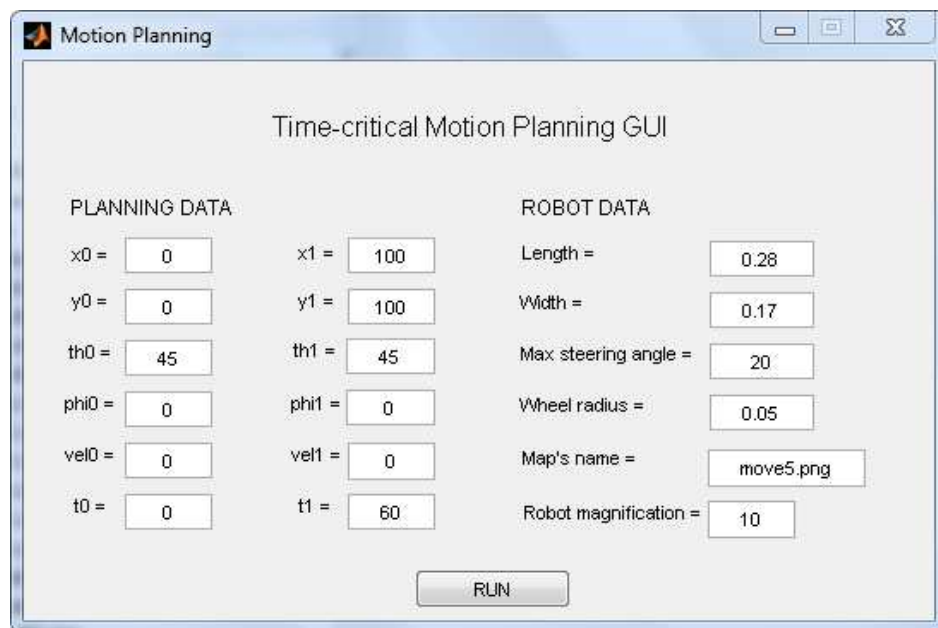 Motion Planning
Time-critical Motion Planning GUI
PLANNING DATA
x0 = 0 x1 = 100
y0 = 0 y1 = 100
th0 = 45 th1 = 45
phi0 = 0 phi1 = 0
vel0 = 0 vel1 = 0
t0 = 0 t1 = 60
ROBOT DATA
Length = 0.28
Width = 0.17
Max steering angle = 20
Wheel radius = 0.05
Map's name = move5.png
Robot magnification = 10
RUN